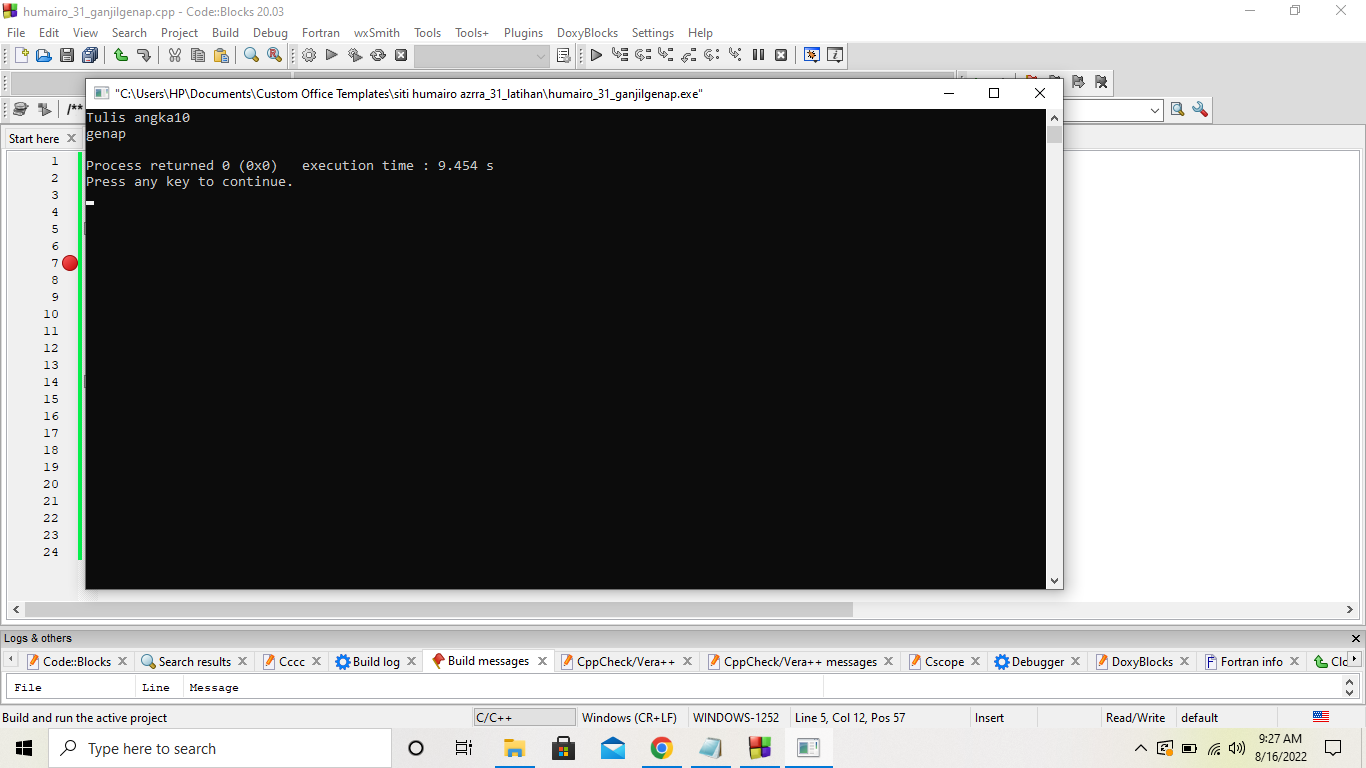 humairo_31_ganjilgenap.cpp - Code::Blocks 20.03
File Edit View Search Project Build Debug Fortran wxSmith Tools Tools+ Plugins DoxyBlocks Settings Help
/**
"C:\Users\HP\Documents\Custom Office Templates\siti humairo azrra_31_latihan\humairo_31_ganjilgenap.exe"
Tulis angka10
genap
Process returned 0 (0x0)   execution time : 9.454 s
Press any key to continue.
Start here
1
2
3
4
5
6
7
8
9
10
11
12
13
14
15
16
17
18
19
20
21
22
23
24
Logs & others
Code::Blocks Search results Cccc Build log Build messages CppCheck/Vera++ CppCheck/Vera++ messages Cscope Debugger DoxyBlocks Fortran info Clo
File Line Message
Build and run the active project C/C++ Windows (CR+LF) WINDOWS-1252 Line 5, Col 12, Pos 57 Insert Read/Write default
Type here to search
9:27 AM
8/16/2022